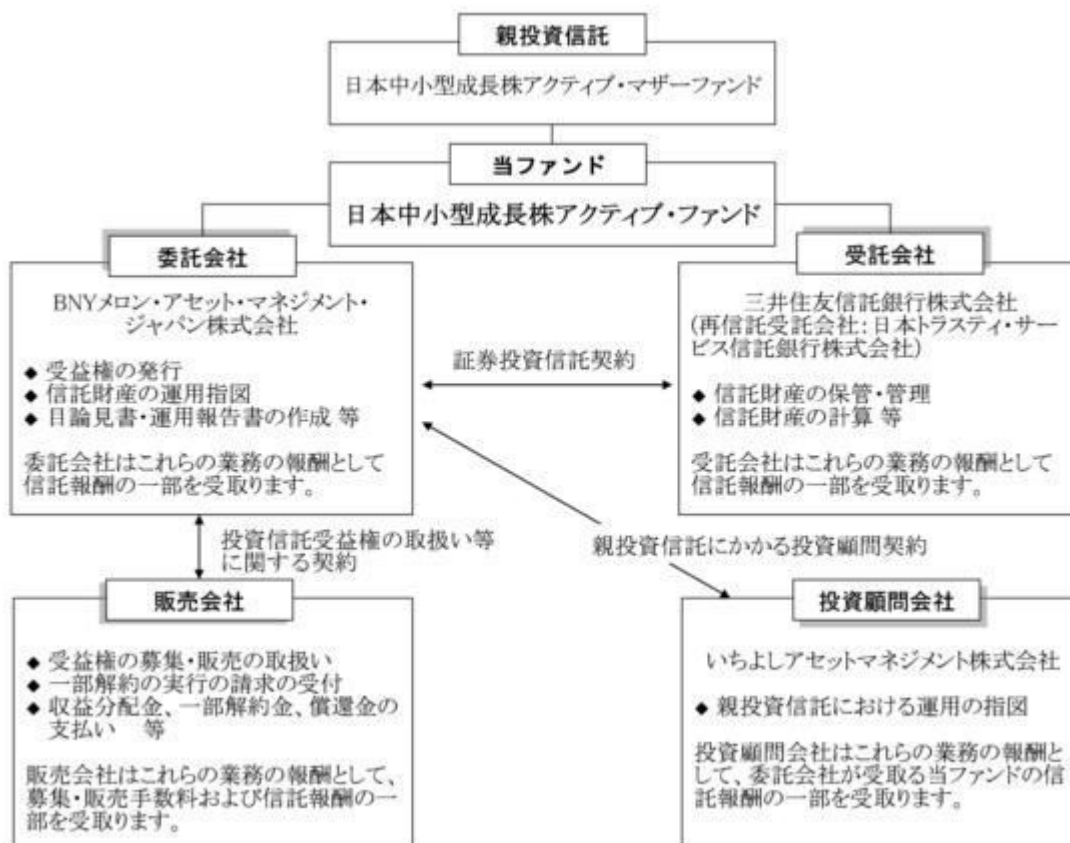 親投資信託
日本中小型成長株アクティブ・マザーファンド
当ファンド
日本中小型成長株アクティブ・ファンド
委託会社
BNYメロン・アセット・マネジメント・
ジャパン株式会社
◆ 受益権の発行
◆ 信託財産の運用指図
◆ 目論見書・運用報告書の作成 等
委託会社はこれらの業務の報酬として
信託報酬の一部を受取ります。
証券投資信託契約
受託会社
三井住友信託銀行株式会社
(再信託受託会社:日本トラスティ・サー
ビス信託銀行株式会社)
◆ 信託財産の保管・管理
◆ 信託財産の計算 等
受託会社はこれらの業務の報酬として
信託報酬の一部を受取ります。
投資信託受益権の取扱い等
に関する契約
親投資信託にかかる投資顧問契約
販売会社
◆ 受益権の募集・販売の取扱い
◆ 一部解約の実行の請求の受付
◆ 収益分配金、一部解約金、償還金の
支払い 等
販売会社はこれらの業務の報酬として、
募集・販売手数料および信託報酬の一
部を受取ります。
投資顧問会社
いちよしアセットマネジメント株式会社
◆ 親投資信託における運用の指図
投資顧問会社はこれらの業務の報酬と
して、委託会社が受取る当ファンドの信
託報酬の一部を受取ります。